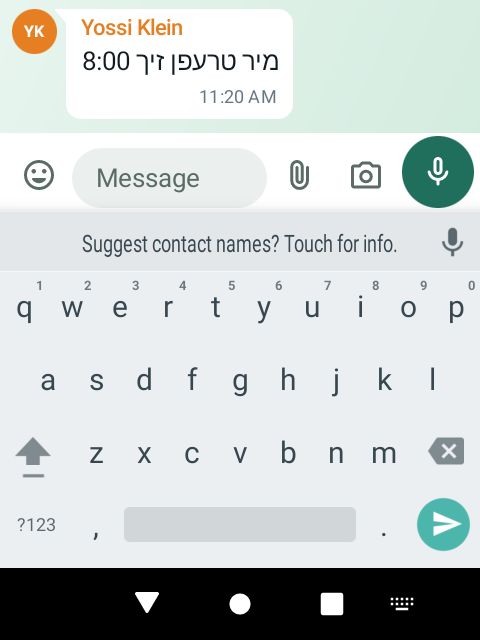 YK
Yossi Klein
מיר טרעפן זיך 8:00
11:20 AM
Message
Suggest contact names? Touch for info.
1 2 3 4 5 6 7 8 9 0
q w e r t y u i o p
a s d f g h j k l
z x c v b n m
?123 , .